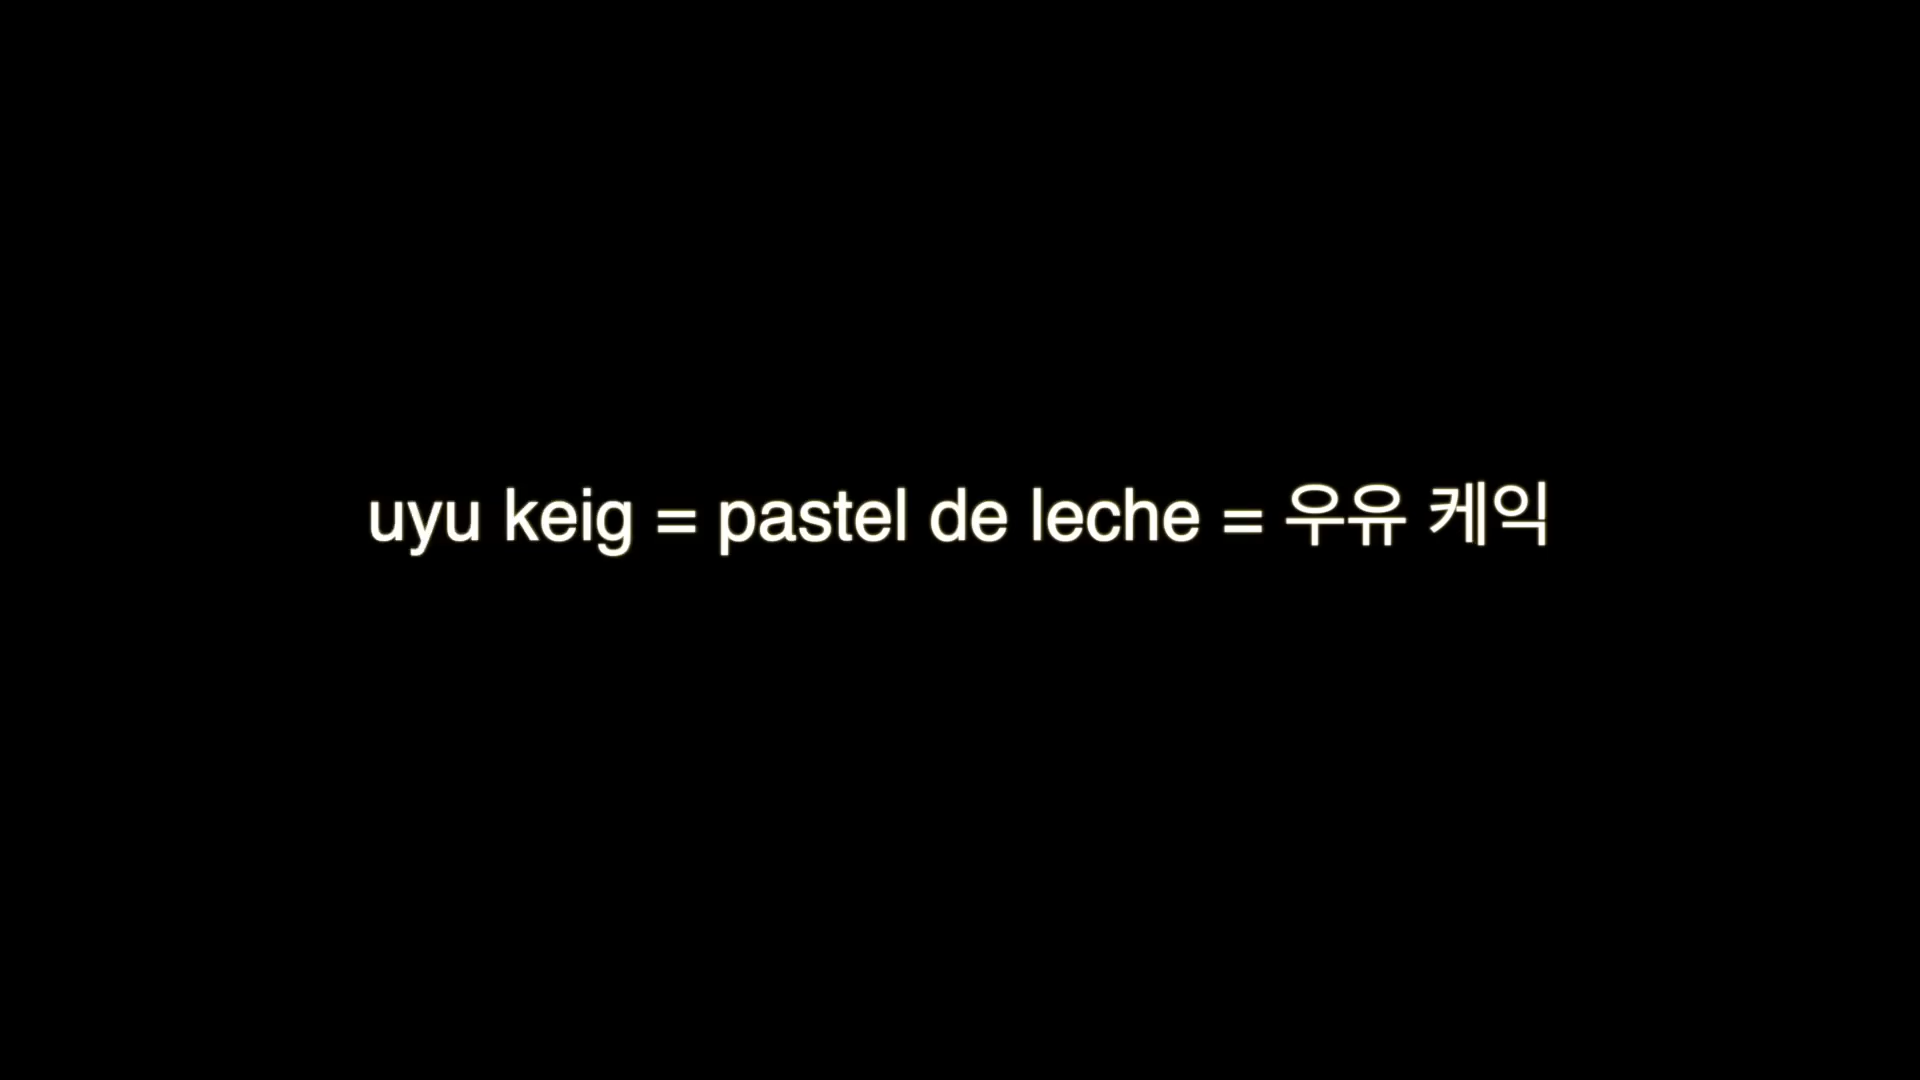 uyu keig = pastel de leche = 우유 케익